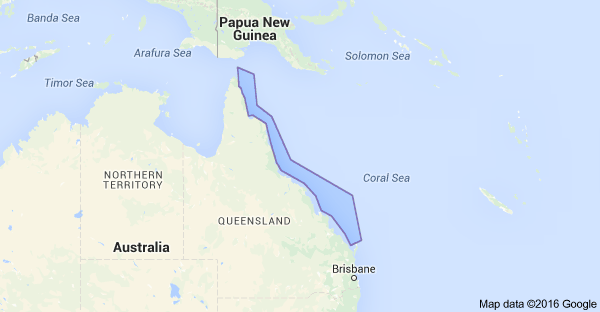 Banda Sea
Papua New
Guinea
Arafura Sea
Solomon Sea
Timor Sea
NORTHERN
TERRITORY
Coral Sea
QUEENSLAND
Australia
Brisbane
Map data ©2016 Google